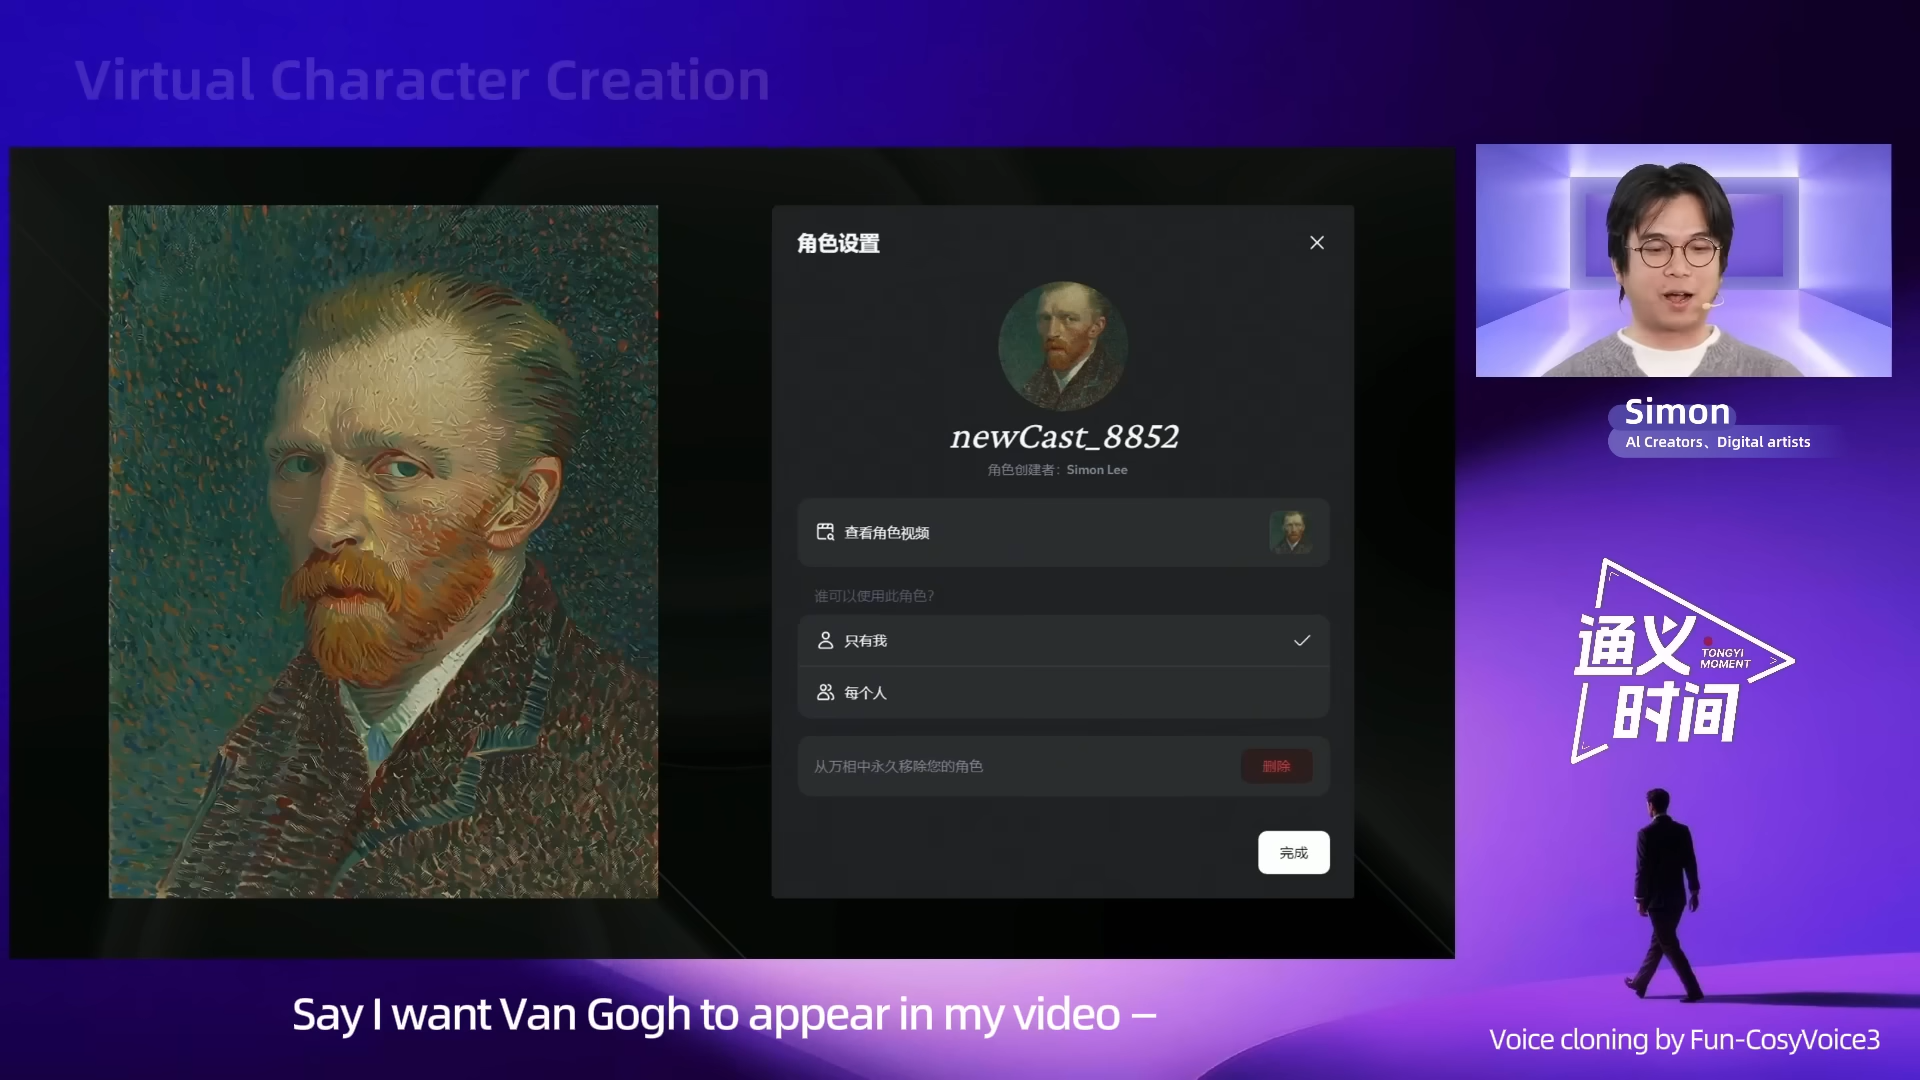 Virtual Character Creation
角色设置
newCast_8852
角色创建者：Simon Lee
查看角色视频
谁可以使用此角色?
只有我
每个人
从万相中永久移除您的角色
删除
完成
Simon
AI Creators、Digital artists
通义
TONGYI
MOMENT
时间
Say I want Van Gogh to appear in my video –
Voice cloning by Fun-CosyVoice3